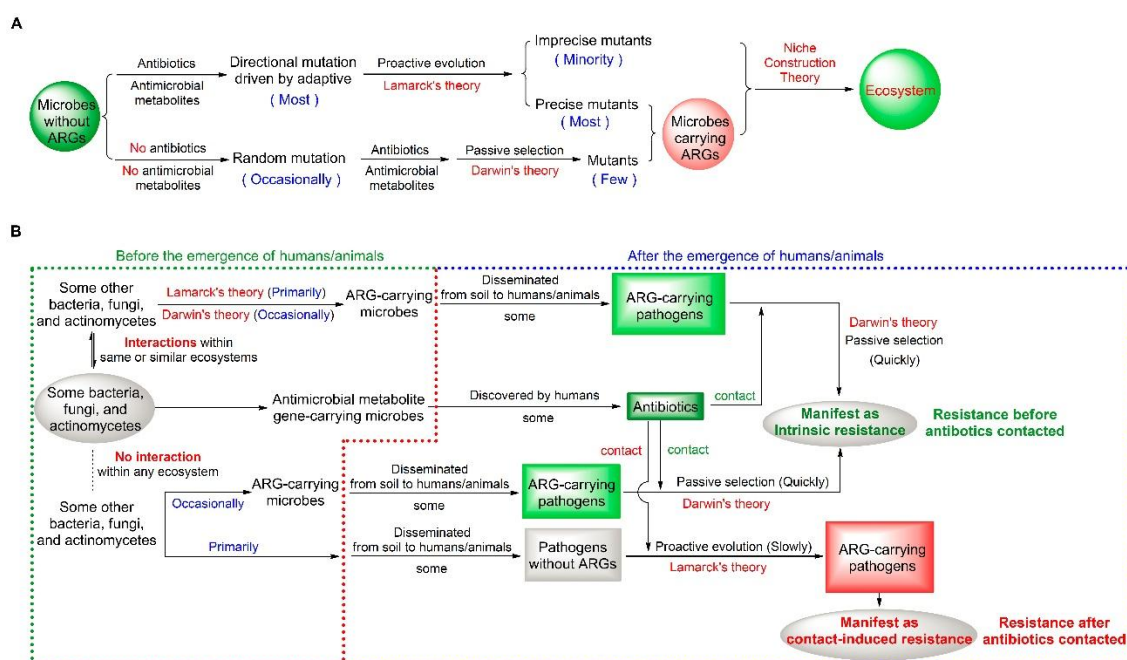 A
Microbes
without
ARGs
Antibiotics
Antimicrobial
metabolites
Directional mutation
driven by adaptive
( Most )
Proactive evolution
Lamarck's theory
Imprecise mutants
( Minority )
Precise mutants
( Most )
No antibiotics
No antimicrobial
metabolites
Random mutation
( Occasionally )
Antibiotics
Antimicrobial
metabolites
Passive selection
Darwin's theory
Mutants
( Few )
Microbes
carrying
ARGs
Niche
Construction
Theory
Ecosystem
B
Before the emergence of humans/animals
After the emergence of humans/animals
Some other
bacteria, fungi,
and actinomycetes
Lamarck's theory (Primarily)
Darwin's theory (Occasionally)
ARG-carrying
microbes
Disseminated
from soil to humans/animals
some
ARG-carrying
pathogens
Darwin's theory
Passive selection
(Quickly)
Interactions within
same or similar ecosystems
Some bacteria,
fungi, and
actinomycetes
Antimicrobial metabolite
gene-carrying microbes
Discovered by humans
some
Antibiotics
contact
Manifest as
Intrinsic resistance
Resistance before
antibotics contacted
No interaction
within any ecosystem
contact
contact
Some other
bacteria, fungi,
and actinomycetes
Occasionally
ARG-carrying
microbes
Disseminated
from soil to humans/animals
some
ARG-carrying
pathogens
Passive selection (Quickly)
Darwin's theory
Primarily
Disseminated
from soil to humans/animals
some
Pathogens
without ARGs
Proactive evolution (Slowly)
Lamarck's theory
ARG-carrying
pathogens
Manifest as
contact-induced resistance
Resistance after
antibiotics contacted